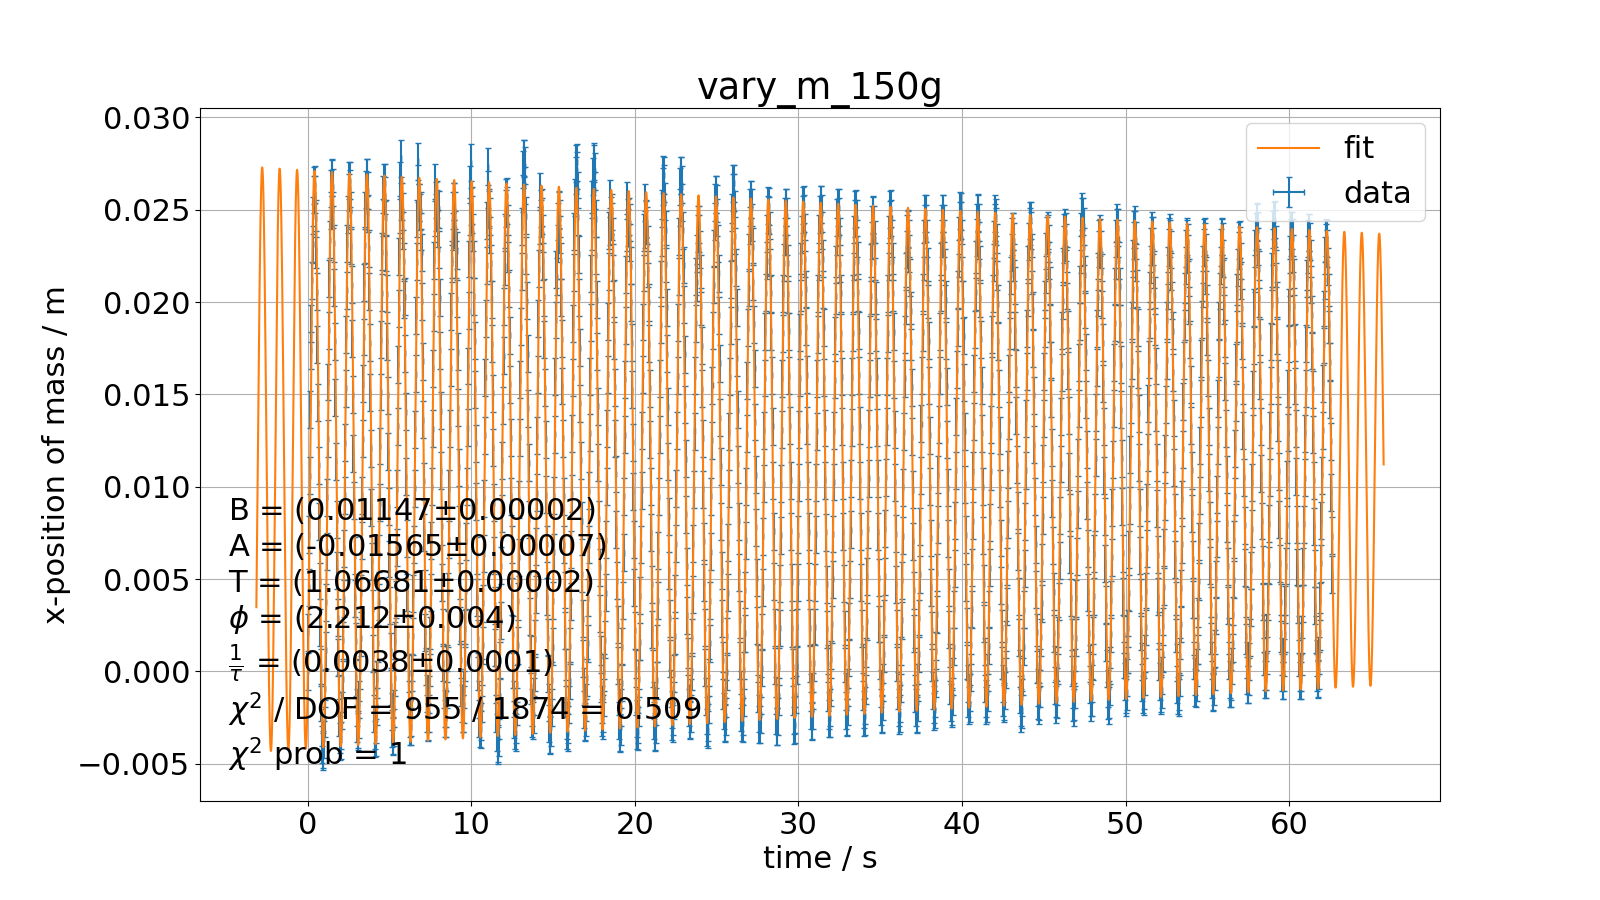 vary_m_150g
fit
data
x-position of mass / m
0.030
0.025
0.020
0.015
0.010
0.005
0.000
−0.005
B = (0.01147±0.00002)
A = (-0.01565±0.00007)
T = (1.06681±0.00002)
ϕ = (2.212±0.004)
1/τ = (0.0038±0.0001)
χ² / DOF = 955 / 1874 = 0.509
χ² prob = 1
0 10 20 30 40 50 60
time / s